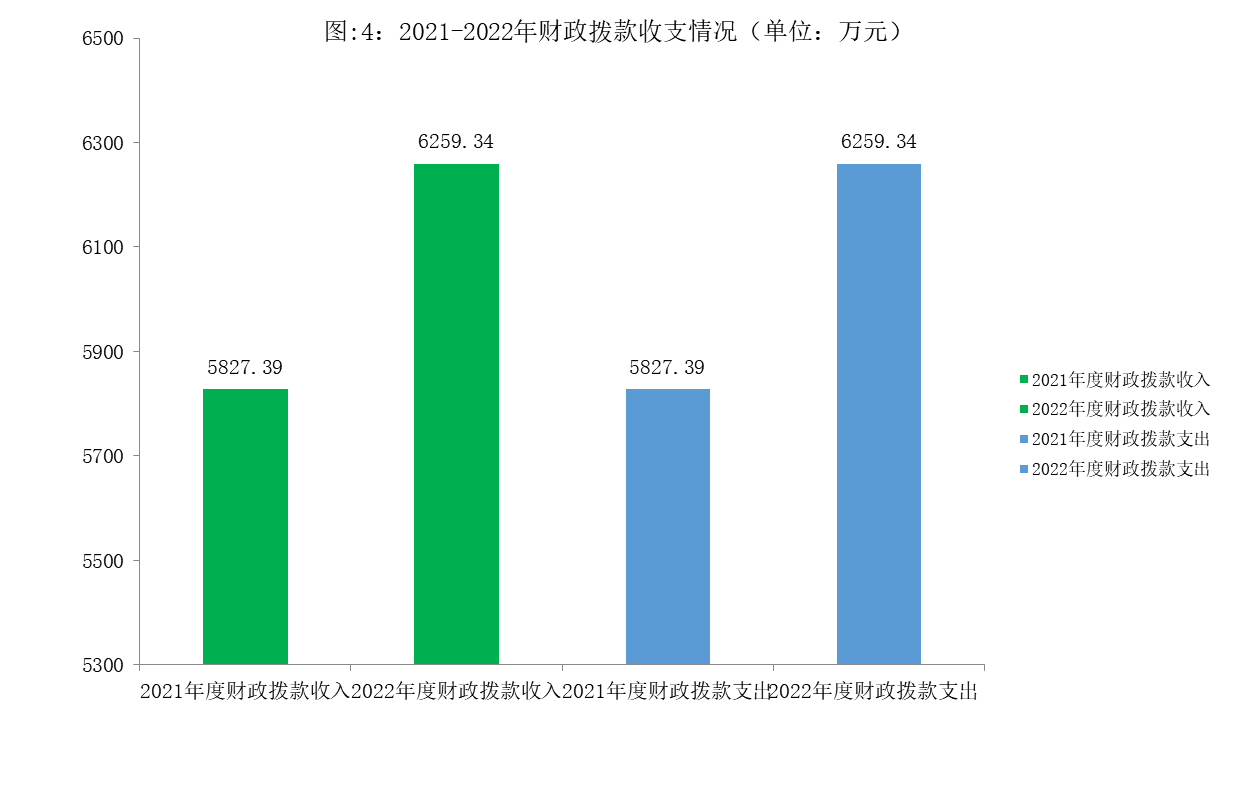 图:4：2021-2022年财政拨款收支情况（单位：万元）
6500
6300
6100
5900
5700
5500
5300
5827.39
6259.34
5827.39
6259.34
2021年度财政拨款收入
2022年度财政拨款收入
2021年度财政拨款支出
2022年度财政拨款支出
2021年度财政拨款收入
2022年度财政拨款收入
2021年度财政拨款支出
2022年度财政拨款支出